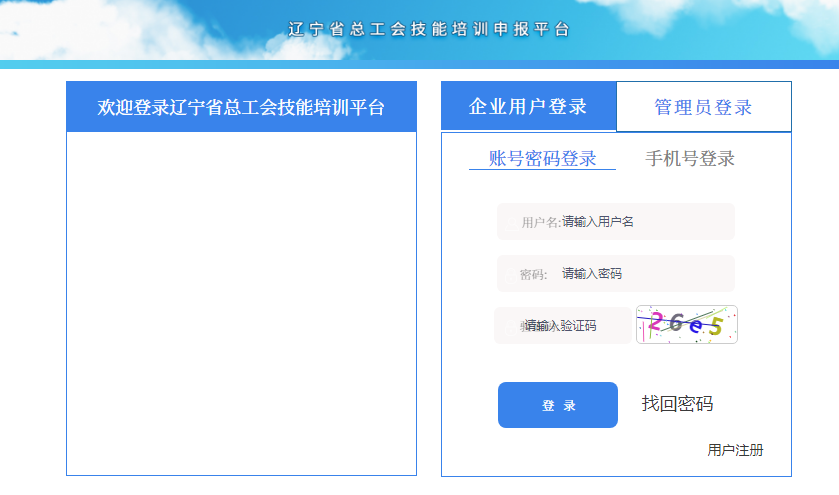 辽宁省总工会技能培训申报平台
欢迎登录辽宁省总工会技能培训平台
企业用户登录 管理员登录
账号密码登录 手机号登录
用户名:请输入用户名
密码: 请输入密码
请输入验证码 26e5
登 录 找回密码
用户注册